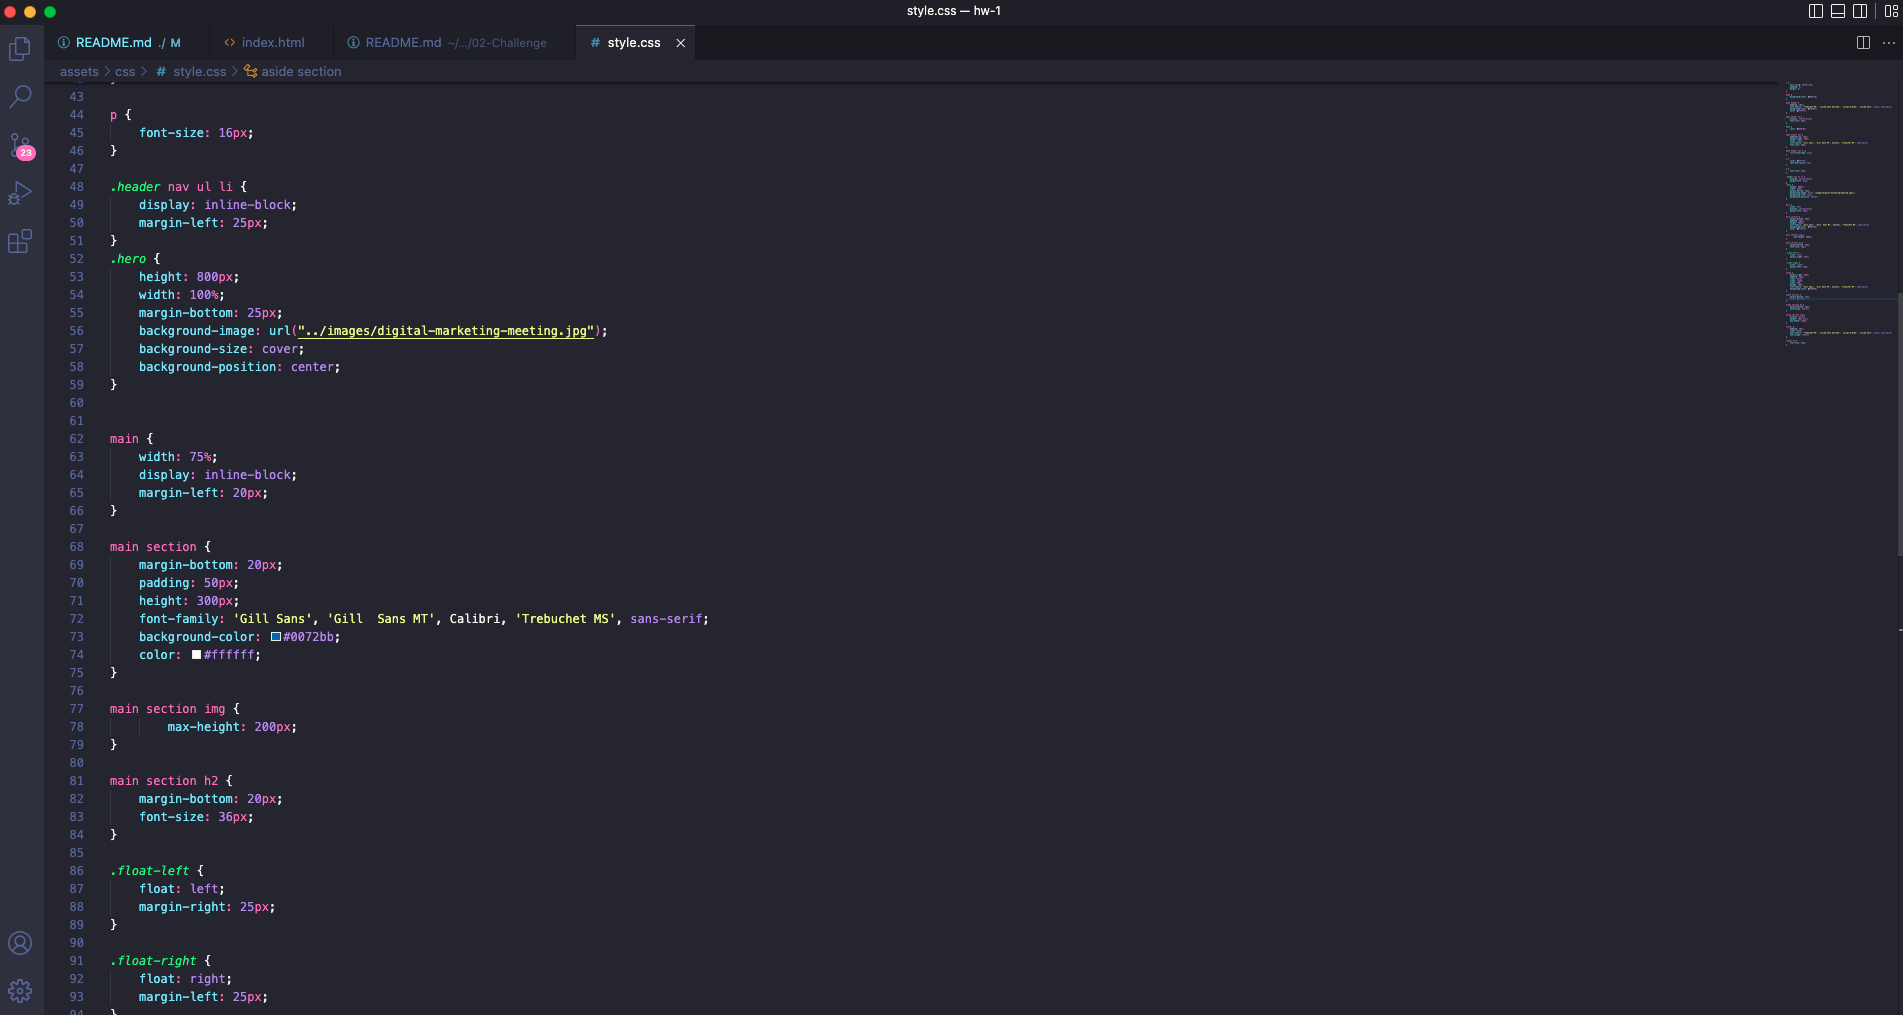 style.css — hw-1
README.md ./ M index.html README.md ~/.../02-Challenge # style.css
assets > css > # style.css > aside section
43
44 p {
45 font-size: 16px;
46 }
47
48 .header nav ul li {
49 display: inline-block;
50 margin-left: 25px;
51 }
52 .hero {
53 height: 800px;
54 width: 100%;
55 margin-bottom: 25px;
56 background-image: url("../images/digital-marketing-meeting.jpg");
57 background-size: cover;
58 background-position: center;
59 }
60
61
62 main {
63 width: 75%;
64 display: inline-block;
65 margin-left: 20px;
66 }
67
68 main section {
69 margin-bottom: 20px;
70 padding: 50px;
71 height: 300px;
72 font-family: 'Gill Sans', 'Gill  Sans MT', Calibri, 'Trebuchet MS', sans-serif;
73 background-color: #0072bb;
74 color: #ffffff;
75 }
76
77 main section img {
78 max-height: 200px;
79 }
80
81 main section h2 {
82 margin-bottom: 20px;
83 font-size: 36px;
84 }
85
86 .float-left {
87 float: left;
88 margin-right: 25px;
89 }
90
91 .float-right {
92 float: right;
93 margin-left: 25px;
94 }
23